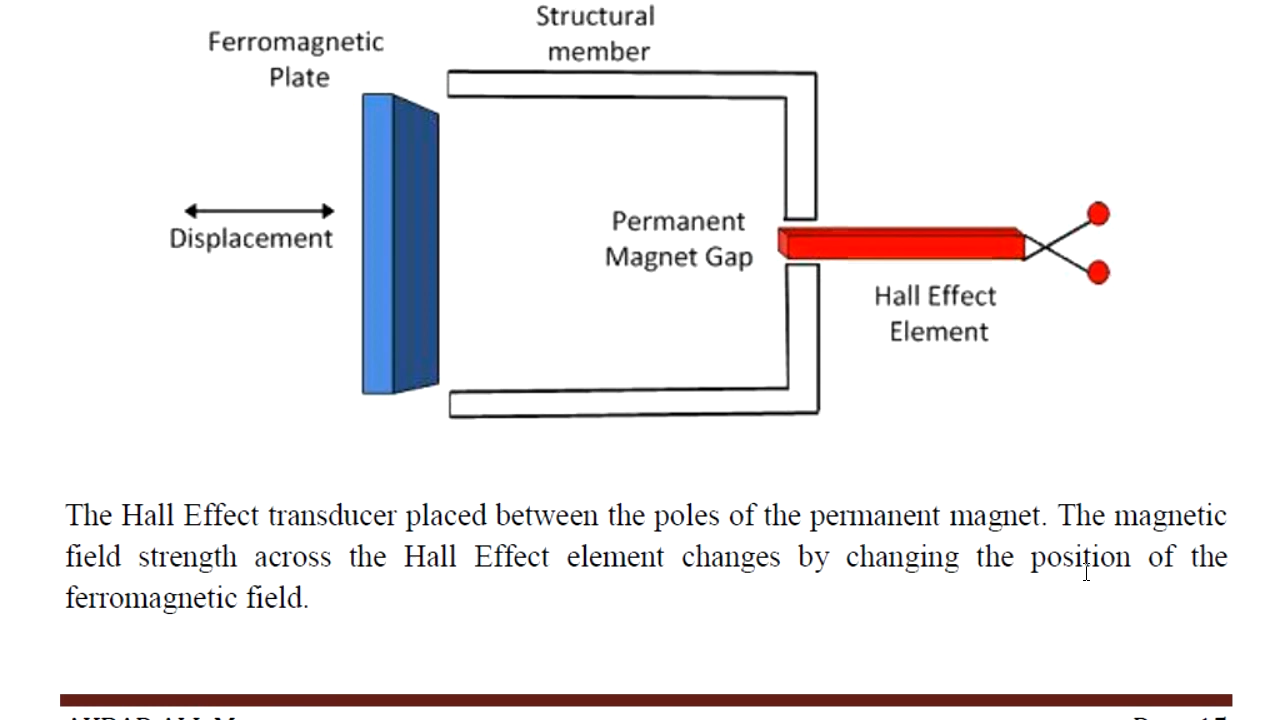 Structural
member
Ferromagnetic
Plate
Displacement
Permanent
Magnet Gap
Hall Effect
Element
The Hall Effect transducer placed between the poles of the permanent magnet. The magnetic
field strength across the Hall Effect element changes by changing the position of the
ferromagnetic field.